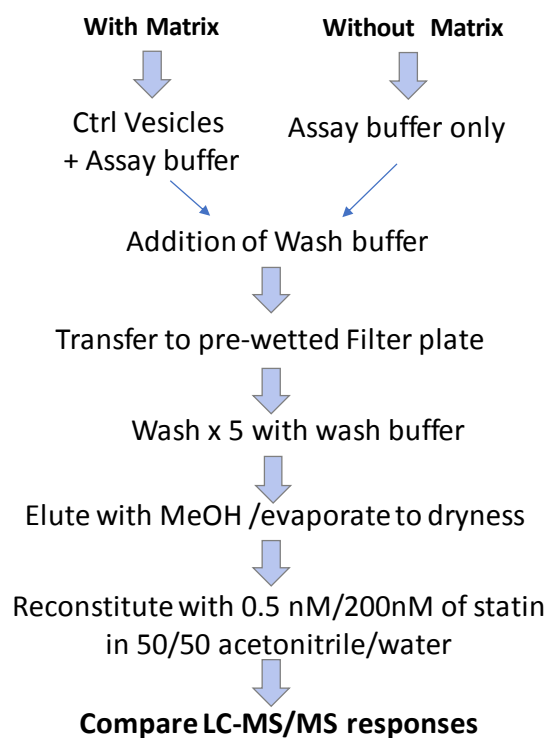 With Matrix
Without Matrix
Ctrl Vesicles
+ Assay buffer
Assay buffer only
Addition of Wash buffer
Transfer to pre-wetted Filter plate
Wash x 5 with wash buffer
Elute with MeOH /evaporate to dryness
Reconstitute with 0.5 nM/200nM of statin
in 50/50 acetonitrile/water
Compare LC-MS/MS responses